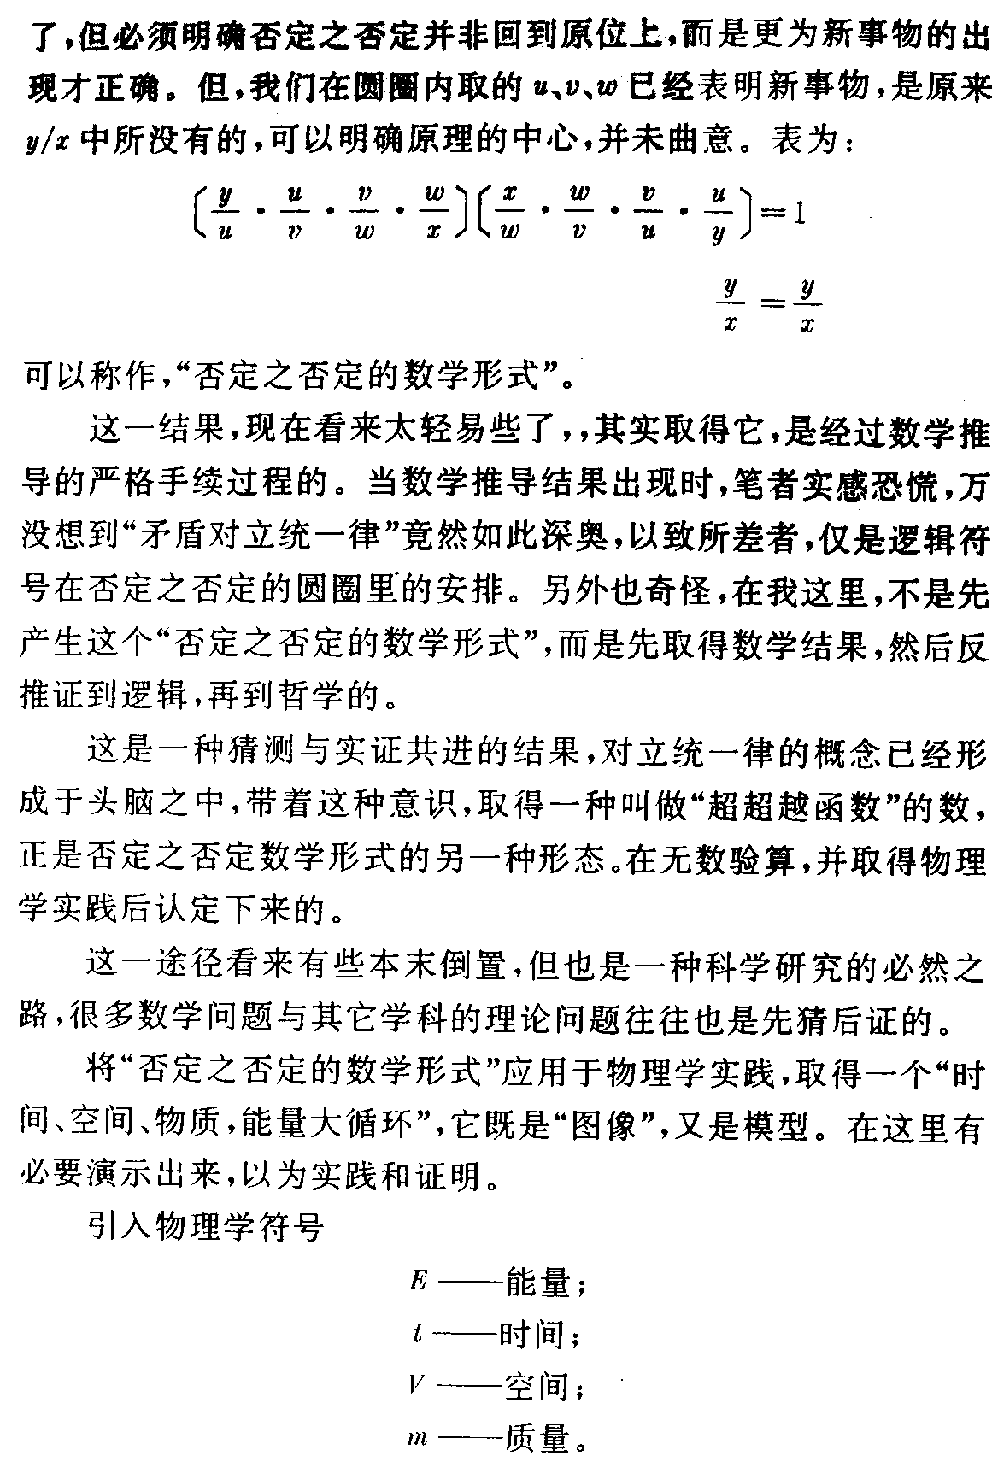 了,但必须明确否定之否定并非回到原位上,而是更为新事物的出
现才正确。但,我们在圆圈内取的 u、v、w 已经表明新事物,是原来
y/x 中所没有的,可以明确原理的中心,并未曲意。表为:
(y/u · u/v · v/w · w/x)(x/w · w/v · v/u · u/y)=1
y/x = y/x
可以称作,“否定之否定的数学形式”。
这一结果,现在看来太轻易些了,,其实取得它,是经过数学推
导的严格手续过程的。当数学推导结果出现时,笔者实感恐慌,万
没想到“矛盾对立统一律”竟然如此深奥,以致所差者,仅是逻辑符
号在否定之否定的圆圈里的安排。另外也奇怪,在我这里,不是先
产生这个“否定之否定的数学形式”,而是先取得数学结果,然后反
推证到逻辑,再到哲学的。
这是一种猜测与实证共进的结果,对立统一律的概念已经形
成于头脑之中,带着这种意识,取得一种叫做“超超越函数”的数,
正是否定之否定数学形式的另一种形态。在无数验算,并取得物理
学实践后认定下来的。
这一途径看来有些本末倒置,但也是一种科学研究的必然之
路,很多数学问题与其它学科的理论问题往往也是先猜后证的。
将“否定之否定的数学形式”应用于物理学实践,取得一个“时
间、空间、物质,能量大循环”,它既是“图像”,又是模型。在这里有
必要演示出来,以为实践和证明。
引入物理学符号
E ——能量;
t ——时间;
V ——空间;
m ——质量。